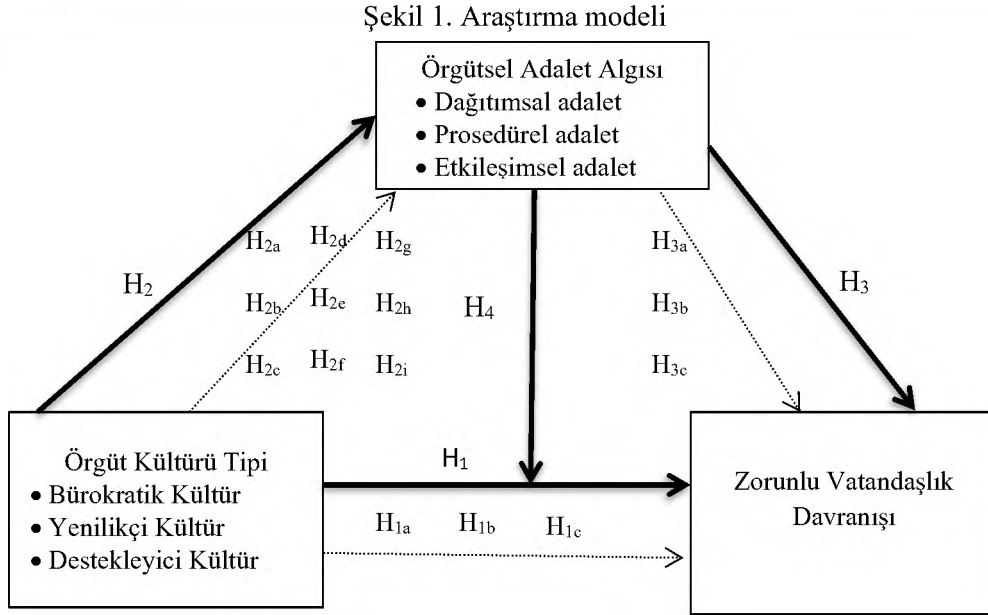 Şekil 1. Araştırma modeli
Örgütsel Adalet Algısı
• Dağıtımsal adalet
• Prosedürel adalet
• Etkileşimsel adalet
H2a H2d H2g
H3a
H2
H3
H2b H2e H2h
H4
H3b
H2c H2f H2i
H3c
Örgüt Kültürü Tipi
• Bürokratik Kültür
• Yenilikçi Kültür
• Destekleyici Kültür
H1
H1a H1b H1c
Zorunlu Vatandaşlık
Davranışı